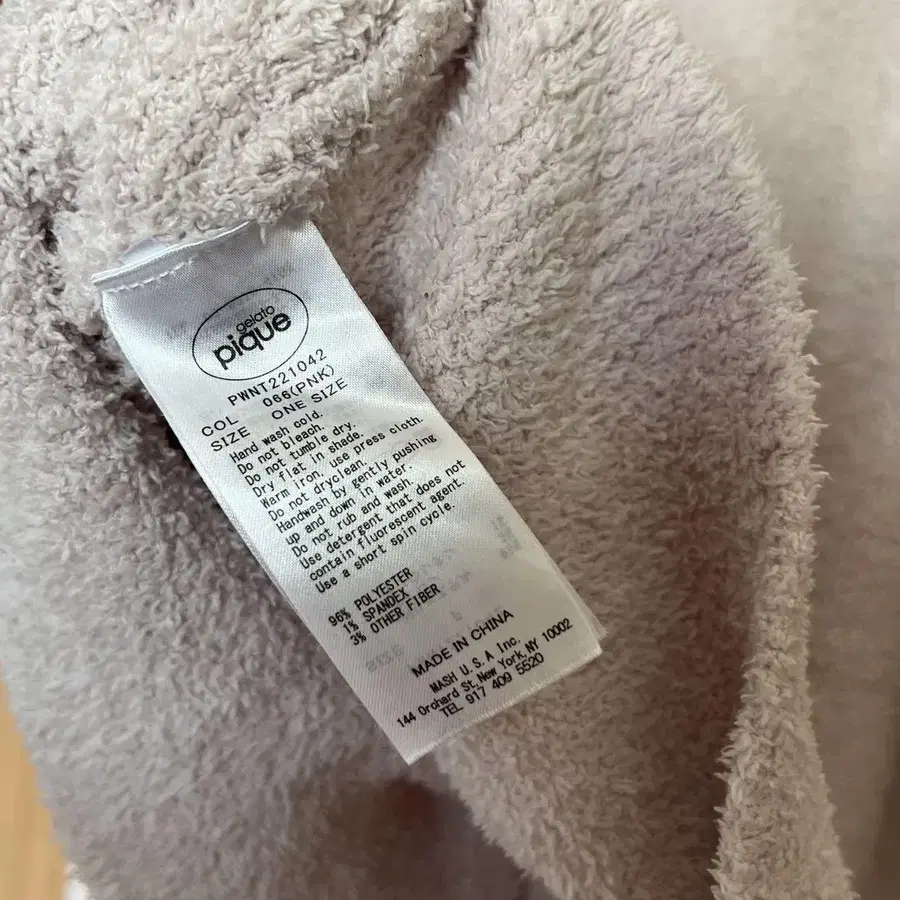 gelato
pique
PWNT221042
COL 066(PNK)
SIZE ONE SIZE
Hand wash cold.
Do not bleach.
Do not tumble dry.
Dry flat in shade.
Warm iron, use press cloth.
Do not dryclean.
Handwash by gently pushing
up and down in water.
Do not rub and wash.
Use detergent that does not
contain fluorescent agent.
Use a short spin cycle.
96% POLYESTER
1% SPANDEX
3% OTHER FIBER
MADE IN CHINA
MASH U.S.A Inc.
144 Orchard St, New York, NY 10002
TEL 917 409 5520